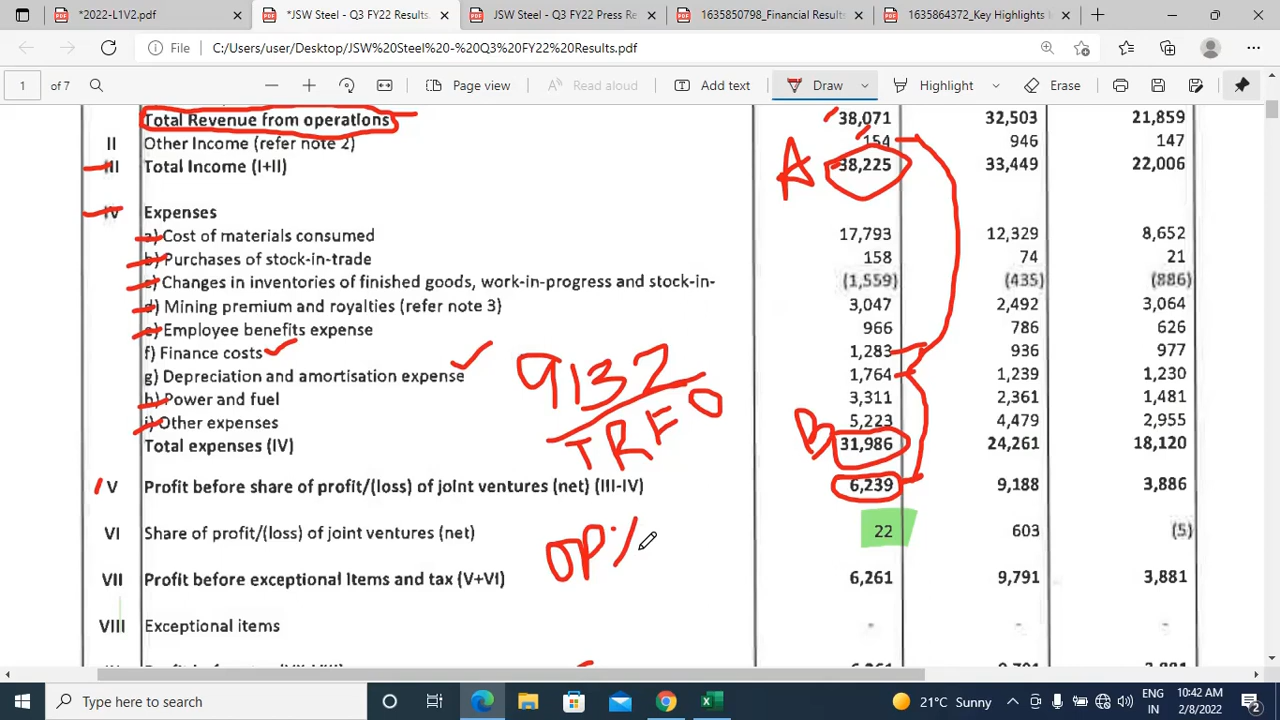 *2022-L1V2.pdf
*JSW Steel - Q3 FY22 Results.
JSW Steel - Q3 FY22 Press Re
1635850798_Financial Results
1635864372_Key Highlights
File C:/Users/user/Desktop/JSW%20Steel%20-%20Q3%20FY22%20Results.pdf
1 of 7 Page view Read aloud Add text Draw Highlight Erase
Total Revenue from operations 38,071 32,503 21,859
II Other Income (refer note 2) 154 946 147
III Total Income (I+II) 38,225 33,449 22,006
A
IV Expenses
a) Cost of materials consumed 17,793 12,329 8,652
b) Purchases of stock-in-trade 158 74 21
c) Changes in inventories of finished goods, work-in-progress and stock-in- (1,559) (435) (886)
d) Mining premium and royalties (refer note 3) 3,047 2,492 3,064
e) Employee benefits expense 966 786 626
f) Finance costs 1,283 936 977
g) Depreciation and amortisation expense 1,764 1,239 1,230
h) Power and fuel 3,311 2,361 1,481
i) Other expenses 5,223 4,479 2,955
Total expenses (IV) 31,986 24,261 18,120
9132
TRFO
B
V Profit before share of profit/(loss) of joint ventures (net) (III-IV) 6,239 9,188 3,886
VI Share of profit/(loss) of joint ventures (net) 22 603 (5)
OP%
VII Profit before exceptional Items and tax (V+VI) 6,261 9,791 3,881
VIII Exceptional items - - -
Type here to search
21°C Sunny
ENG
IN
10:42 AM
2/8/2022
2